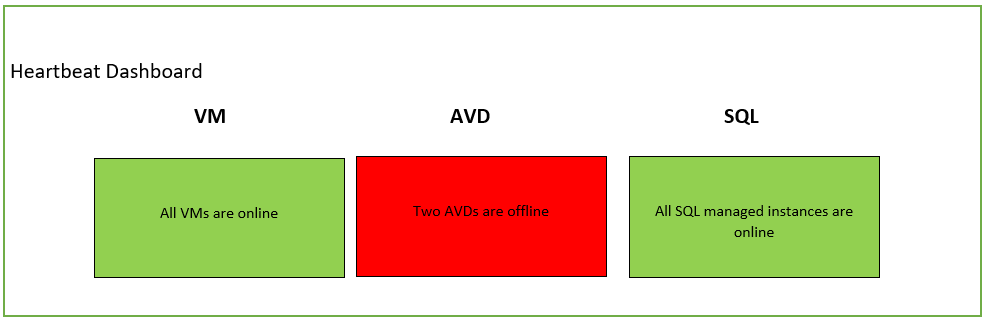 Heartbeat Dashboard
VM
AVD
SQL
All VMs are online
Two AVDs are offline
All SQL managed instances are
online